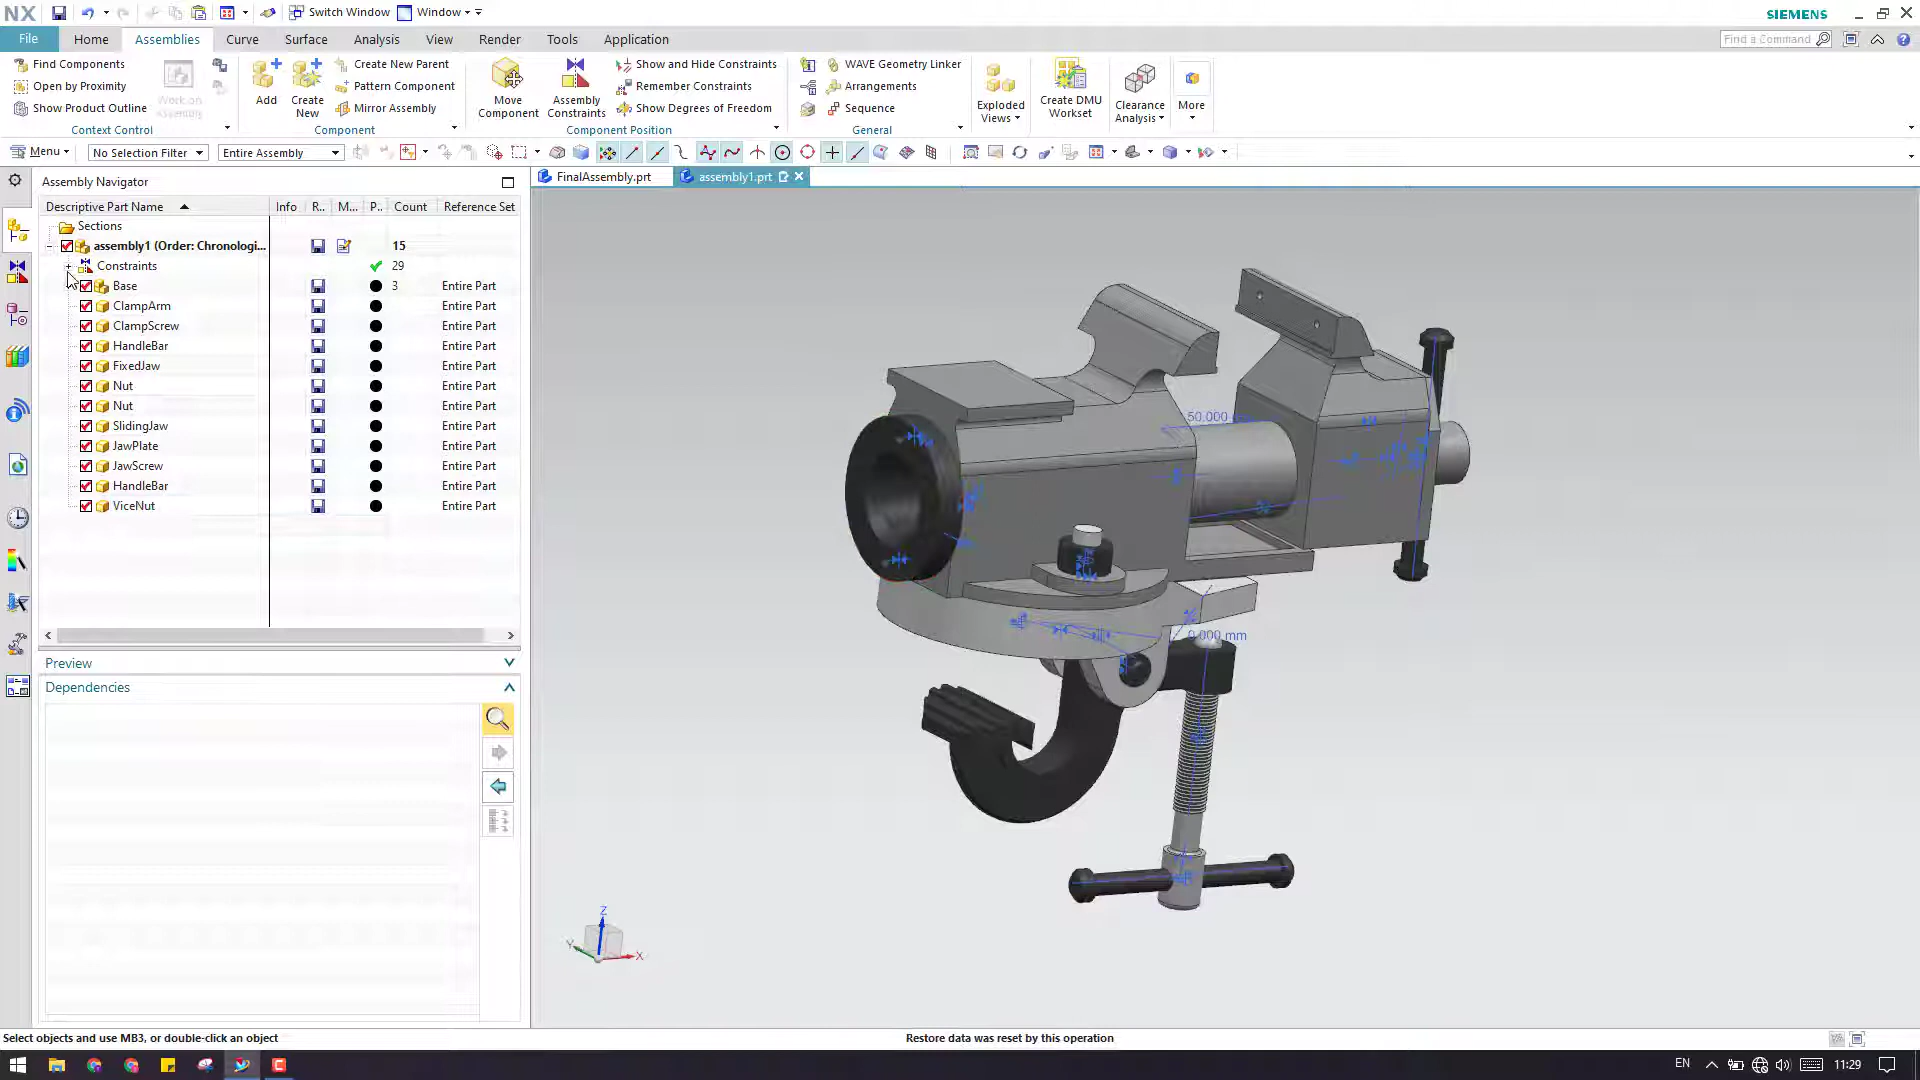 NX
Switch Window
Window
SIEMENS
File
Home
Assemblies
Curve
Surface
Analysis
View
Render
Tools
Application
Find a Command
Find Components
Open by Proximity
Show Product Outline
Work on Assembly
Context Control
Add
Create New
Create New Parent
Pattern Component
Mirror Assembly
Component
Move Component
Assembly Constraints
Show and Hide Constraints
Remember Constraints
Show Degrees of Freedom
Component Position
WAVE Geometry Linker
Arrangements
Sequence
General
Exploded Views
Create DMU Workset
Clearance Analysis
More
Menu
No Selection Filter
Entire Assembly
Assembly Navigator
FinalAssembly.prt
assembly1.prt
Descriptive Part Name
Info
R..
M...
P..
Count
Reference Set
Sections
assembly1 (Order: Chronologi...
15
Constraints
29
Base
3
Entire Part
ClampArm
Entire Part
ClampScrew
Entire Part
HandleBar
Entire Part
FixedJaw
Entire Part
Nut
Entire Part
Nut
Entire Part
SlidingJaw
Entire Part
JawPlate
Entire Part
JawScrew
Entire Part
HandleBar
Entire Part
ViceNut
Entire Part
Preview
Dependencies
50.000
0.000 mm
Z
Y
X
Select objects and use MB3, or double-click an object
Restore data was reset by this operation
EN
11:29